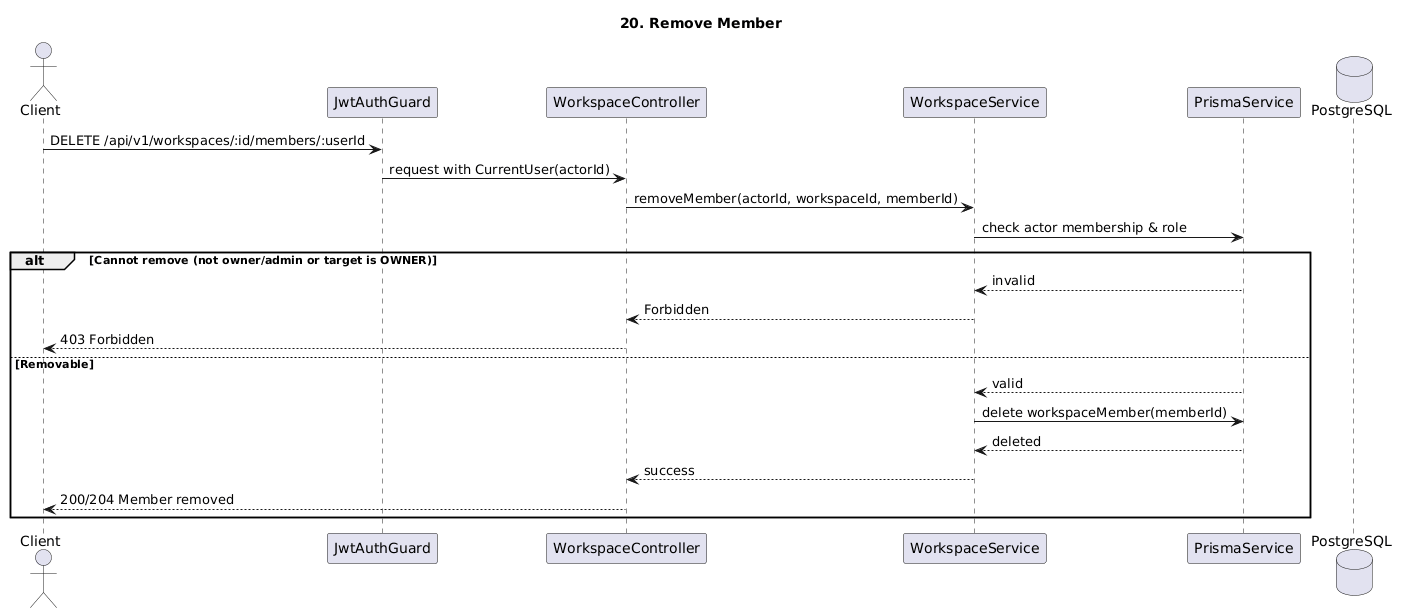 20. Remove Member
Client
JwtAuthGuard
WorkspaceController
WorkspaceService
PrismaService
PostgreSQL
DELETE /api/v1/workspaces/:id/members/:userId
request with CurrentUser(actorId)
removeMember(actorId, workspaceId, memberId)
check actor membership & role
alt
[Cannot remove (not owner/admin or target is OWNER)]
invalid
Forbidden
403 Forbidden
[Removable]
valid
delete workspaceMember(memberId)
deleted
success
200/204 Member removed
Client
JwtAuthGuard
WorkspaceController
WorkspaceService
PrismaService
PostgreSQL